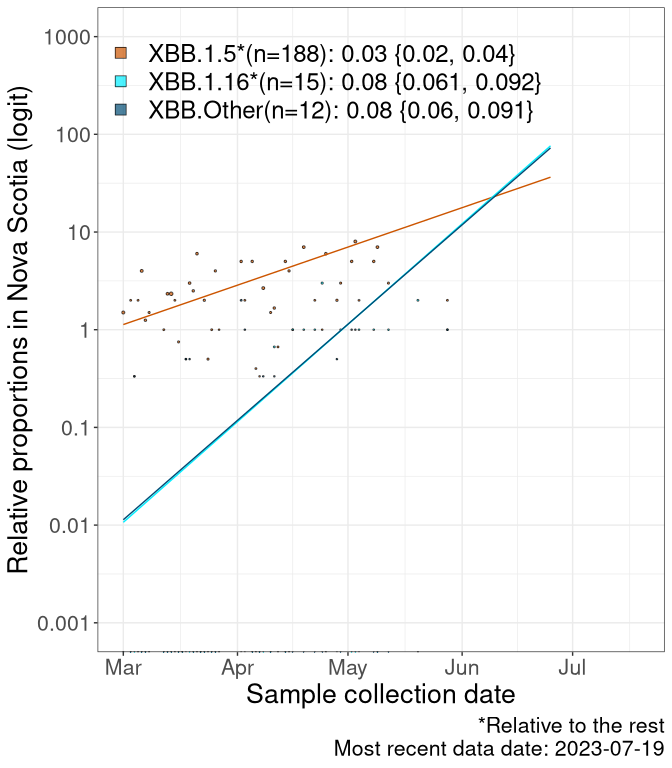 Relative proportions in Nova Scotia (logit)
1000
100
10
1
0.1
0.01
0.001
XBB.1.5*(n=188): 0.03 {0.02, 0.04}
XBB.1.16*(n=15): 0.08 {0.061, 0.092}
XBB.Other(n=12): 0.08 {0.06, 0.091}
Mar Apr May Jun Jul
Sample collection date
*Relative to the rest
Most recent data date: 2023-07-19